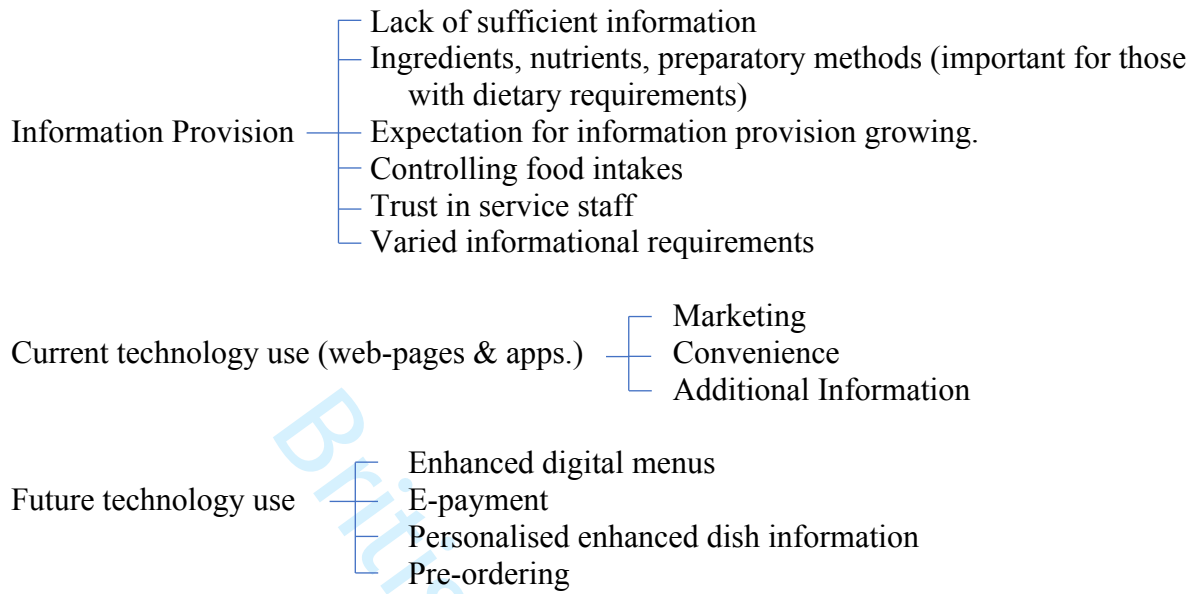 Lack of sufficient information
Ingredients, nutrients, preparatory methods (important for those
with dietary requirements)
Information Provision
Expectation for information provision growing.
Controlling food intakes
Trust in service staff
Varied informational requirements
Marketing
Current technology use (web-pages & apps.)
Convenience
Additional Information
Enhanced digital menus
Future technology use
E-payment
Personalised enhanced dish information
Pre-ordering